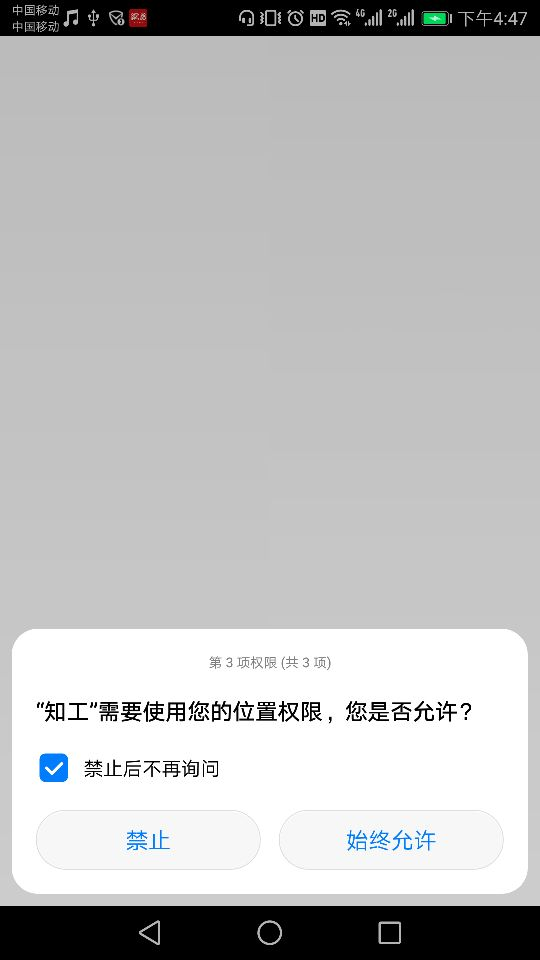 中国移动
中国移动
HD
4G
2G
下午4:47
第 3 项权限 (共 3 项)
“知工”需要使用您的位置权限，您是否允许？
禁止后不再询问
禁止
始终允许